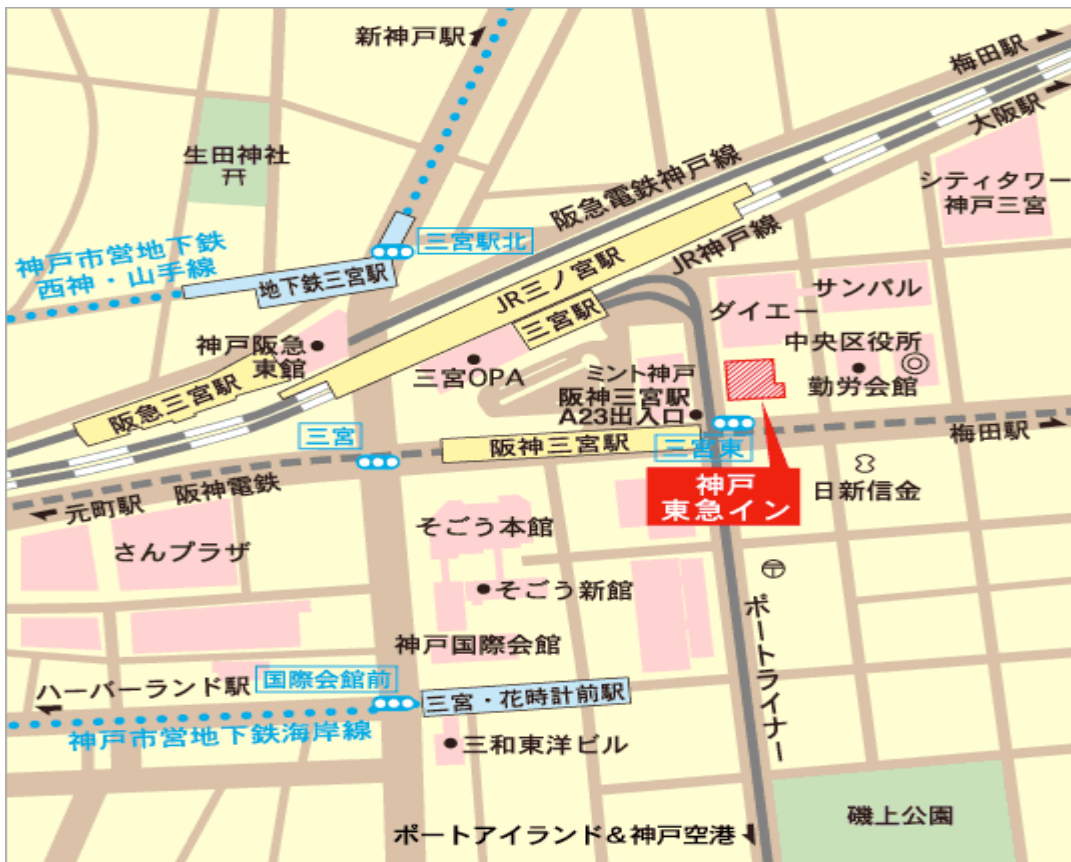 新神戸駅
梅田駅
大阪駅
生田神社
阪急電鉄神戸線
シティタワー
神戸三宮
三宮駅北
神戸市営地下鉄
西神・山手線
地下鉄三宮駅
JR三ノ宮駅
JR神戸線
サンパル
ダイエー
三宮駅
神戸阪急
東館
中央区役所
三宮OPA
ミント神戸
勤労会館
阪急三宮駅
阪神三宮駅
A23出入口
三宮
阪神三宮駅
三宮東
梅田駅
神戸
東急イン
日新信金
阪神電鉄
元町駅
そごう本館
さんプラザ
そごう新館
ポートライナー
神戸国際会館
国際会館前
ハーバーランド駅
三宮・花時計前駅
神戸市営地下鉄海岸線
三和東洋ビル
磯上公園
ポートアイランド&神戸空港